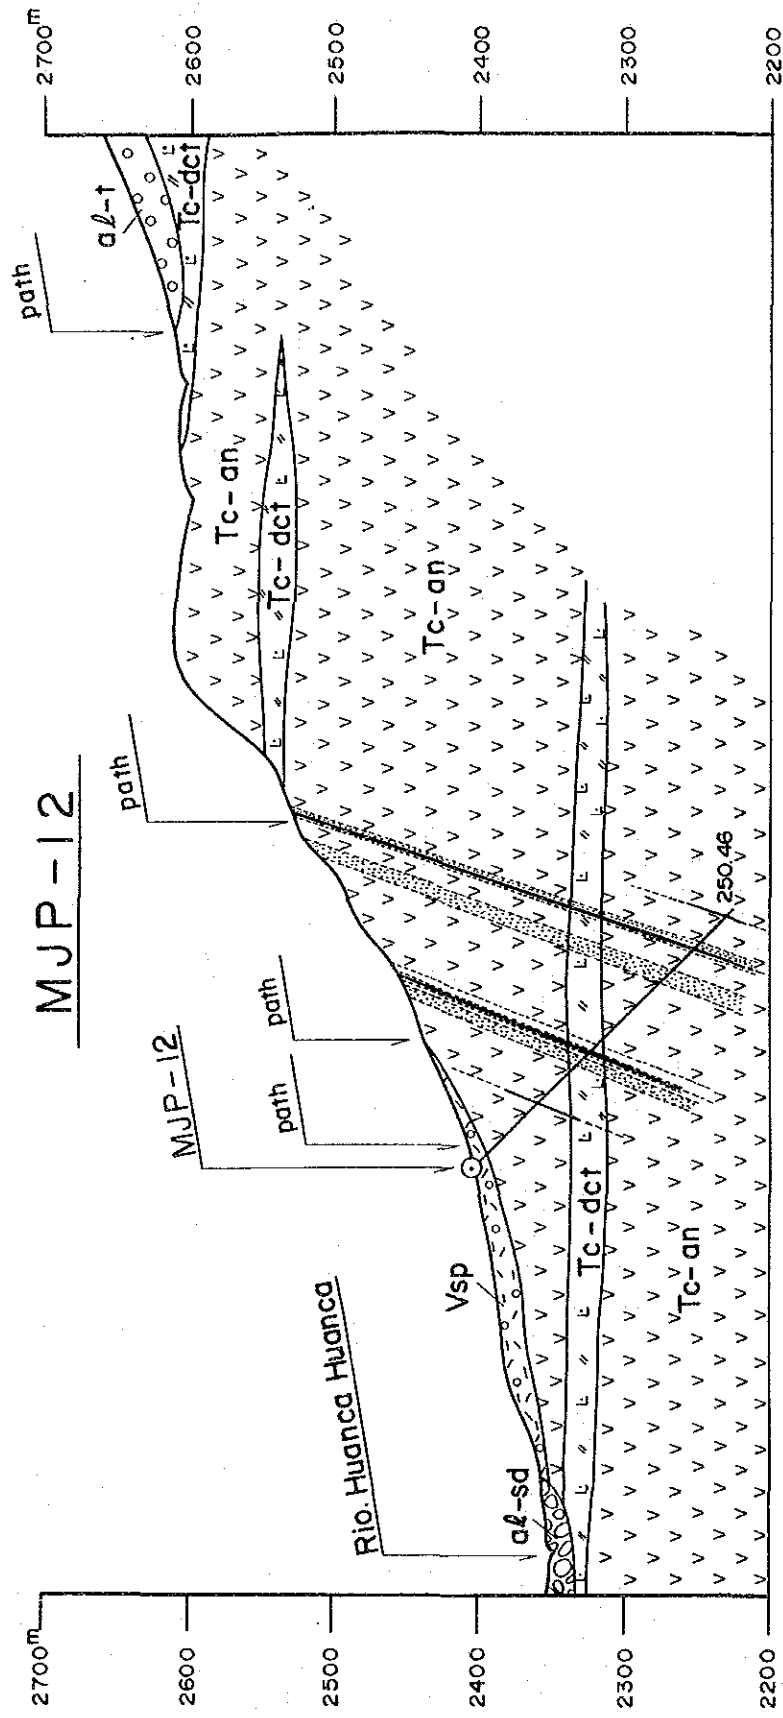 MJP-12
2700m
2600
2500
2400
2300
2200
Rio. Huanca Huanca
MJP-12
path
path
path
path
al-sd
Vsp
al-t
Tc-dct
Tc-an
Tc-dct
Tc-an
Tc-dct
Tc-an
250.46
2700m
2600
2500
2400
2300
2200